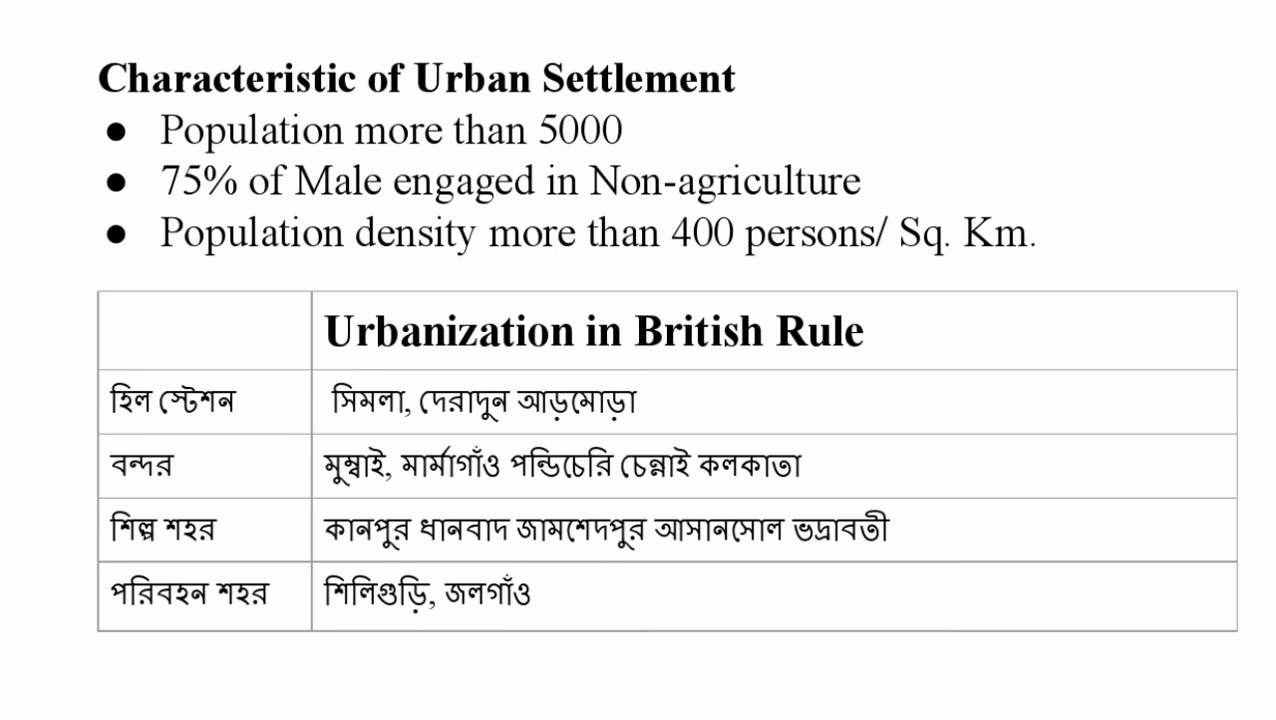 Characteristic of Urban Settlement
● Population more than 5000
● 75% of Male engaged in Non-agriculture
● Population density more than 400 persons/ Sq. Km.
Urbanization in British Rule
হিল স্টেশন সিমলা, দেরাদুন আড়মোড়া
বন্দর মুম্বাই, মার্মাগাঁও পন্ডিচেরি চেন্নাই কলকাতা
শিল্প শহর কানপুর ধানবাদ জামশেদপুর আসানসোল ভদ্রাবতী
পরিবহন শহর শিলিগুড়ি, জলগাঁও